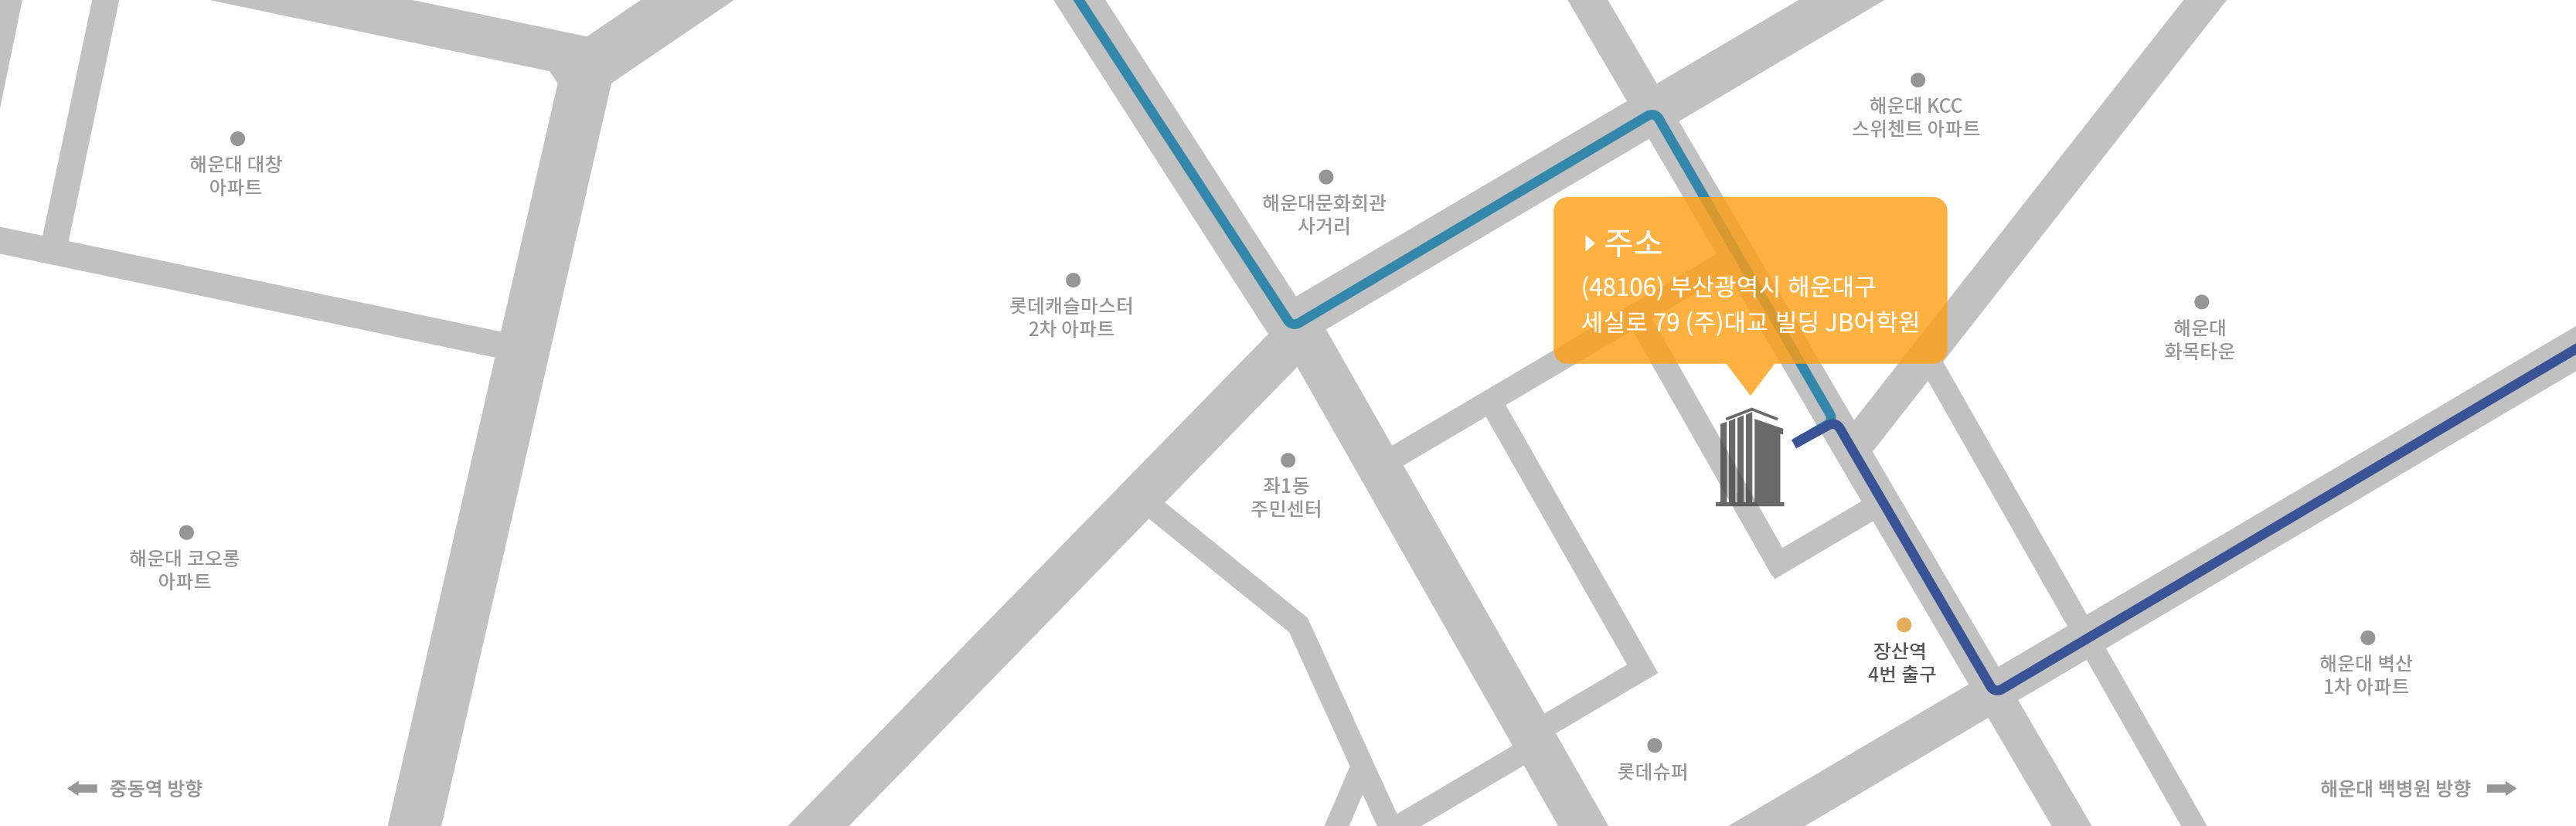 해운대 대창
아파트
해운대 코오롱
아파트
중동역 방향
롯데캐슬마스터
2차 아파트
해운대문화회관
사거리
좌1동
주민센터
해운대 KCC
스위첸트 아파트
주소
(48106) 부산광역시 해운대구
세실로 79 (주)대교 빌딩 JB어학원
해운대
화목타운
장산역
4번 출구
롯데슈퍼
해운대 벽산
1차 아파트
해운대 백병원 방향